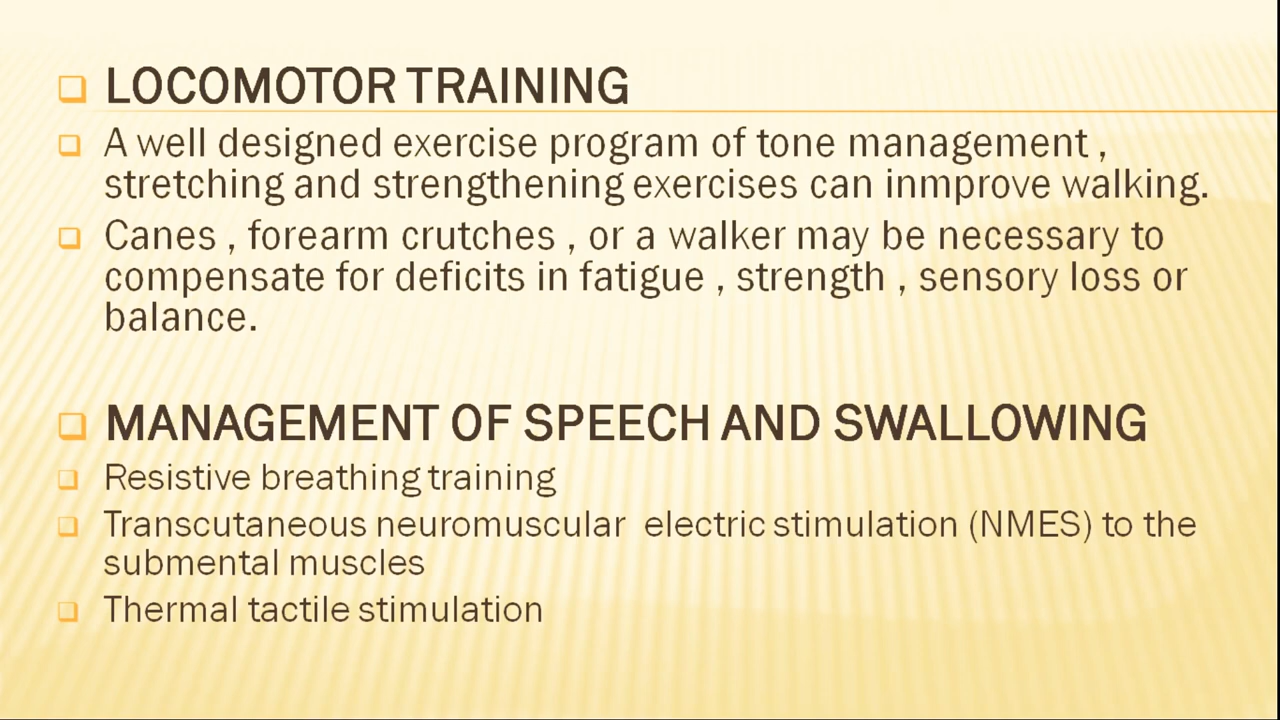 LOCOMOTOR TRAINING
A well designed exercise program of tone management ,
stretching and strengthening exercises can inmprove walking.
Canes , forearm crutches , or a walker may be necessary to
compensate for deficits in fatigue , strength , sensory loss or
balance.
MANAGEMENT OF SPEECH AND SWALLOWING
Resistive breathing training
Transcutaneous neuromuscular electric stimulation (NMES) to the
submental muscles
Thermal tactile stimulation